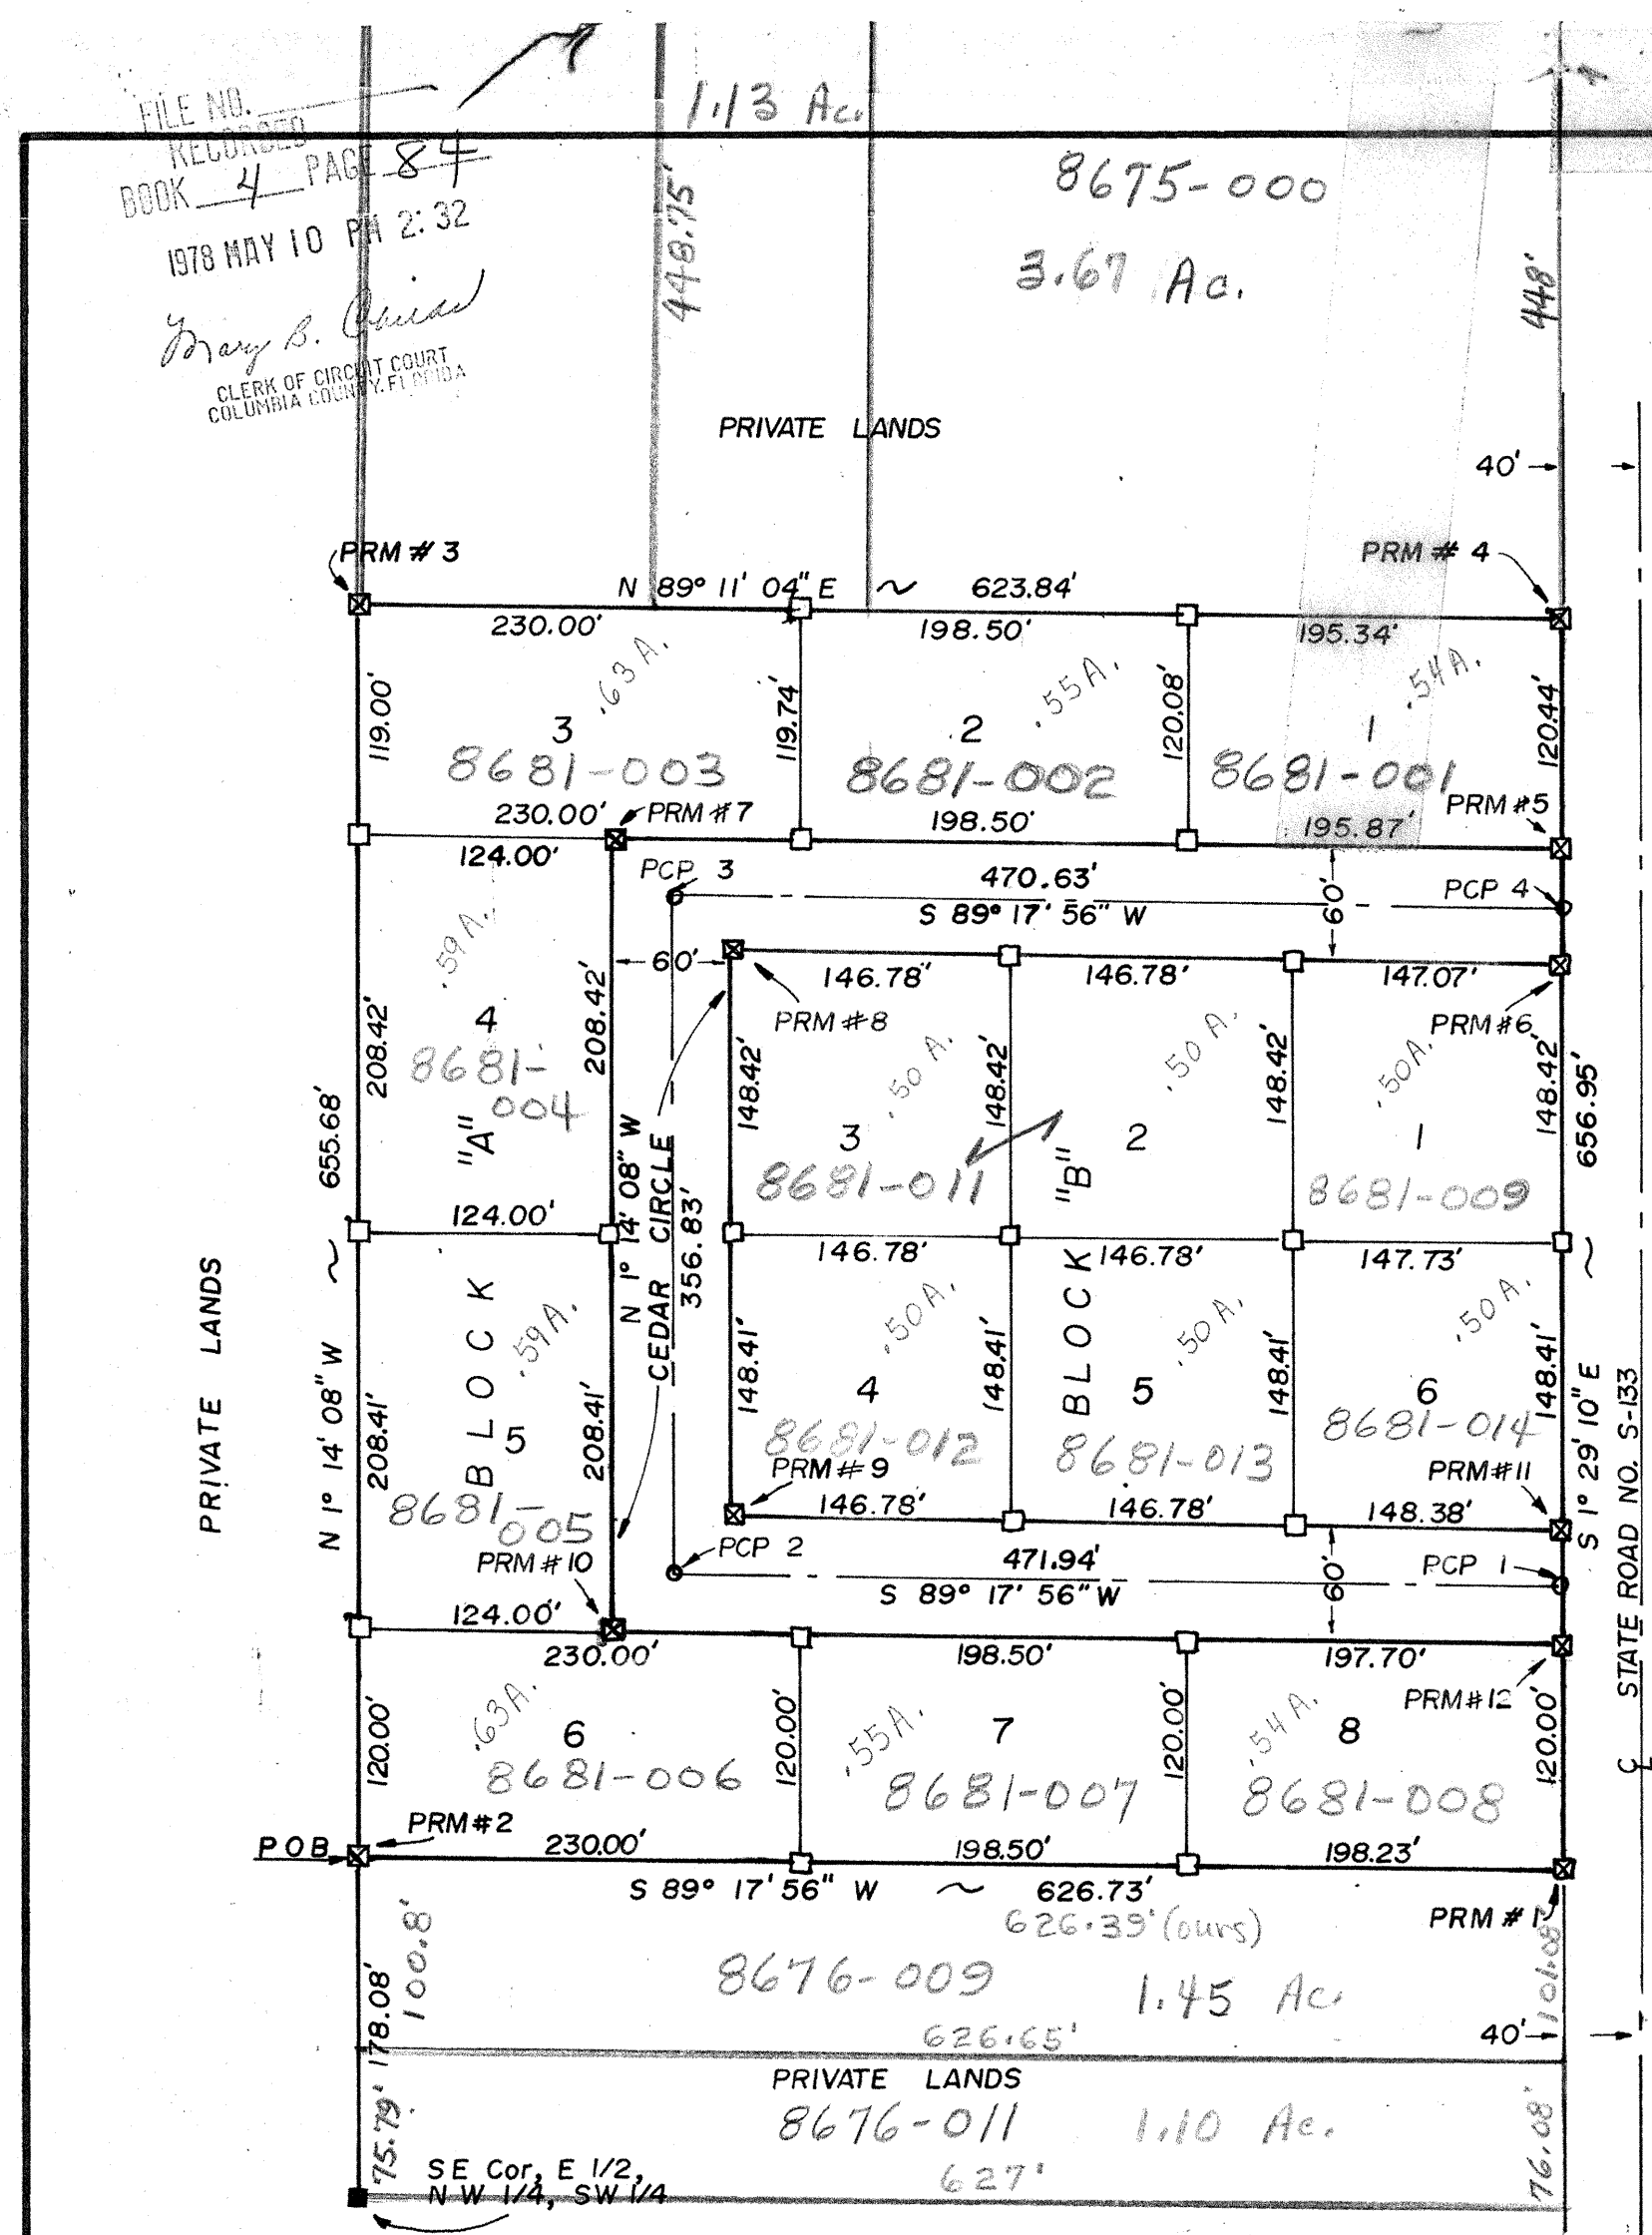 FILE NO.
RECORDED
BOOK 4 PAGE 84
1978 MAY 10 PM 2:32
Mary B.
CLERK OF CIRCUIT COURT
COLUMBIA COUNTY, FLORIDA
1.13 Ac.
448.75'
8675-000
3.67 Ac.
448'
PRIVATE LANDS
40'
PRM # 3
PRM # 4
N 89° 11' 04" E ~ 623.84'
230.00'
198.50'
195.34'
119.00'
.63 A.
3
8681-003
119.74'
.55 A.
2
8681-002
120.08'
.54 A.
1
8681-001
120.44'
230.00'
PRM #7
198.50'
195.87'
PRM #5
124.00'
PCP 3
470.63'
S 89° 17' 56" W
60'
PCP 4
60'
146.78"
146.78'
147.07'
PRM #8
PRM #6
.59 A.
4
8681-
004
"A"
208.42'
208.42'
148.42'
.50 A.
3
8681-011
148.42'
.50 A.
2
"B"
148.42'
.50A.
1
8681-009
148.42'
656.95'
655.68'
~
N 1° 14' 08" W
N 1° 14' 08" W
CEDAR CIRCLE
356.83'
124.00'
146.78'
146.78'
147.73'
~
PRIVATE LANDS
208.41'
BLOCK
.59A.
5
8681-
005
208.41'
148.41'
.50A.
4
8681-012
148.41'
BLOCK
.50 A.
5
8681-013
148.41'
.50A.
6
8681-014
148.41'
S 1° 29' 10" E
STATE ROAD NO. S-133
C
L
PRM #9
PRM #11
146.78'
146.78'
148.38'
PRM #10
PCP 2
471.94'
S 89° 17' 56" W
60'
PCP 1
124.00'
230.00'
198.50'
197.70'
PRM#12
120.00'
.63A.
6
8681-006
120.00'
.55A.
7
8681-007
120.00'
.54 A.
8
8681-008
120.00'
POB
PRM#2
230.00'
198.50'
198.23'
S 89° 17' 56" W ~ 626.73'
626.39' (ours)
PRM # 1
178.08'
100.8'
8676-009
1.45 Ac.
101.08'
626.65'
40'
PRIVATE LANDS
8676-011
1.10 Ac.
75.79'
76.08'
SE Cor, E 1/2,
NW 1/4, SW 1/4
627'